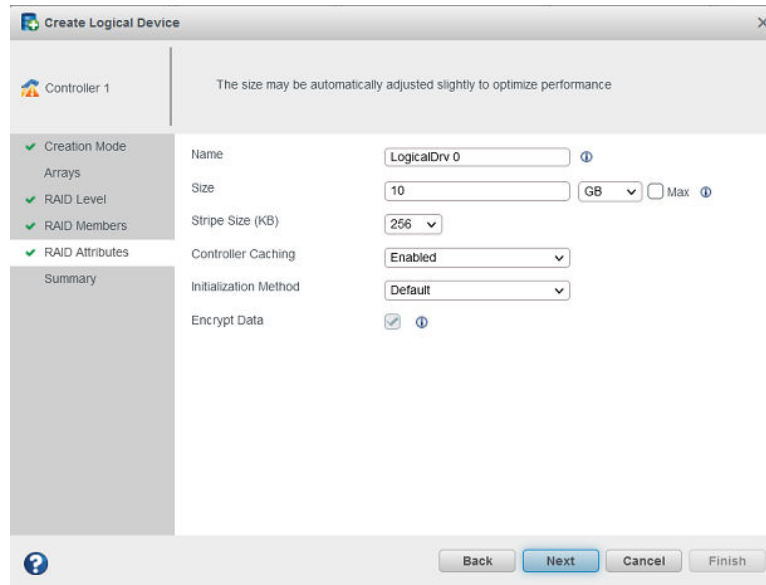 Create Logical Device
Controller 1
The size may be automatically adjusted slightly to optimize performance
Creation Mode
Arrays
RAID Level
RAID Members
RAID Attributes
Summary
Name LogicalDrv 0
Size 10 GB Max
Stripe Size (KB) 256
Controller Caching Enabled
Initialization Method Default
Encrypt Data
Back Next Cancel Finish